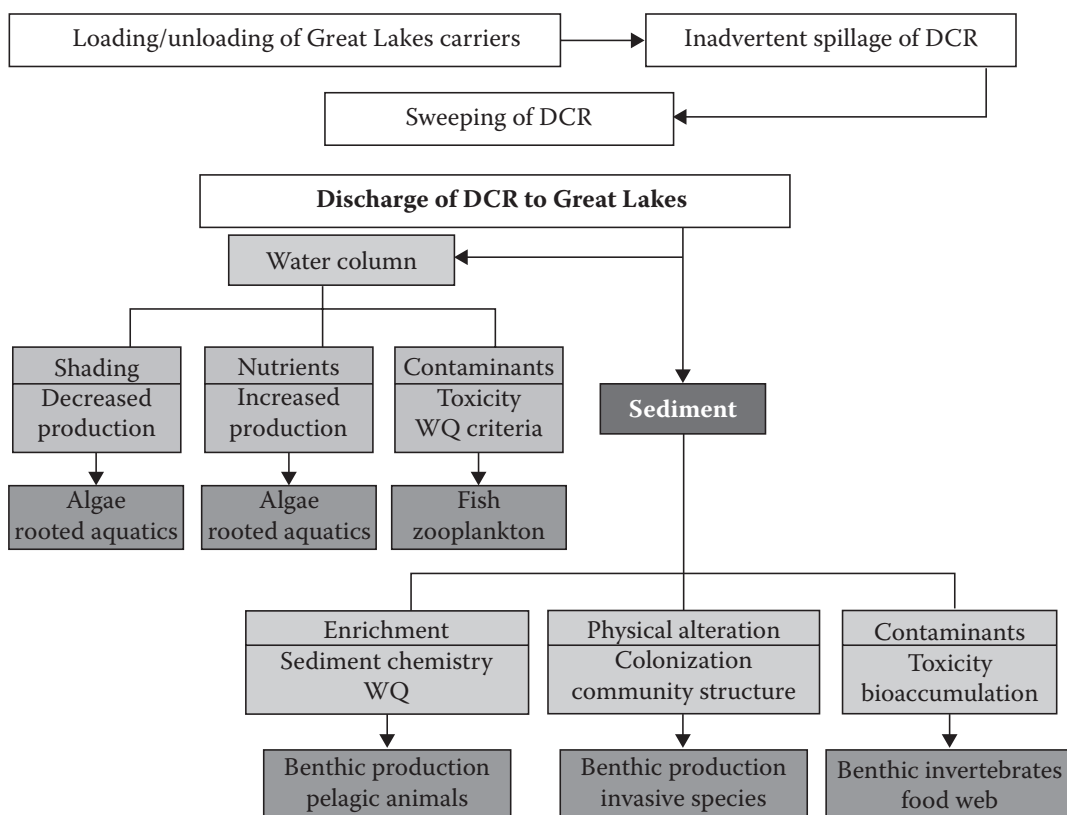 Loading/unloading of Great Lakes carriers
Inadvertent spillage of DCR
Sweeping of DCR
Discharge of DCR to Great Lakes
Water column
Shading
Decreased
production
Nutrients
Increased
production
Contaminants
Toxicity
WQ criteria
Sediment
Algae
rooted aquatics
Algae
rooted aquatics
Fish
zooplankton
Enrichment
Sediment chemistry
WQ
Physical alteration
Colonization
community structure
Contaminants
Toxicity
bioaccumulation
Benthic production
pelagic animals
Benthic production
invasive species
Benthic invertebrates
food web